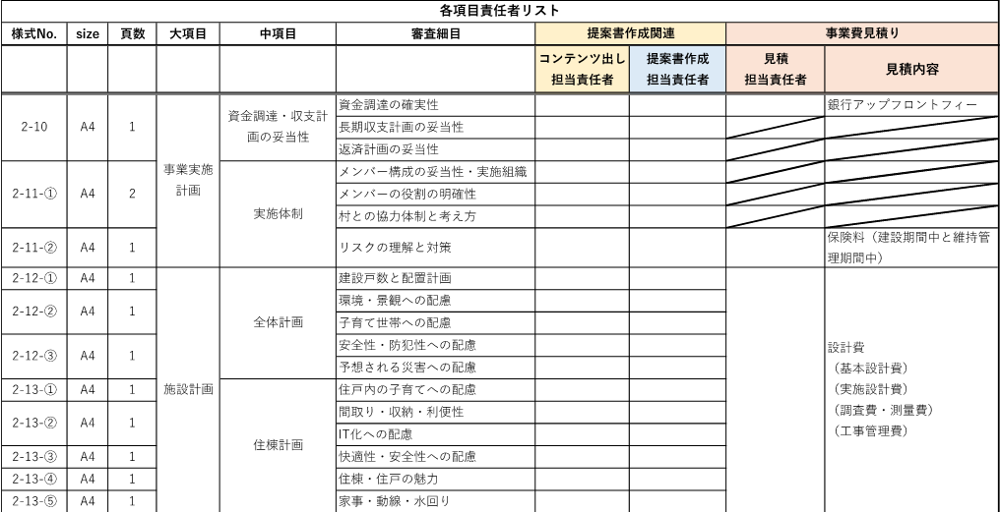 各項目責任者リスト
様式No. size 頁数 大項目 中項目 審査細目 提案書作成関連 事業費見積り
コンテンツ出し 提案書作成 見積 見積内容
担当責任者 担当責任者 担当責任者
2-10 A4 1 事業実施計画 資金調達・収支計画の妥当性 資金調達の確実性 銀行アップフロントフィー
長期収支計画の妥当性
返済計画の妥当性
2-11-① A4 2 実施体制 メンバー構成の妥当性・実施組織
メンバーの役割の明確性
村との協力体制と考え方
2-11-② A4 1 リスクの理解と対策 保険料（建設期間中と維持管理期間中）
2-12-① A4 1 施設計画 全体計画 建設戸数と配置計画
2-12-② A4 1 環境・景観への配慮
子育て世帯への配慮
2-12-③ A4 1 安全性・防犯性への配慮
予想される災害への配慮
設計費
（基本設計費）
（実施設計費）
（調査費・測量費）
（工事管理費）
2-13-① A4 1 住棟計画 住戸内の子育てへの配慮
2-13-② A4 1 間取り・収納・利便性
IT化への配慮
2-13-③ A4 1 快適性・安全性への配慮
2-13-④ A4 1 住棟・住戸の魅力
2-13-⑤ A4 1 家事・動線・水回り